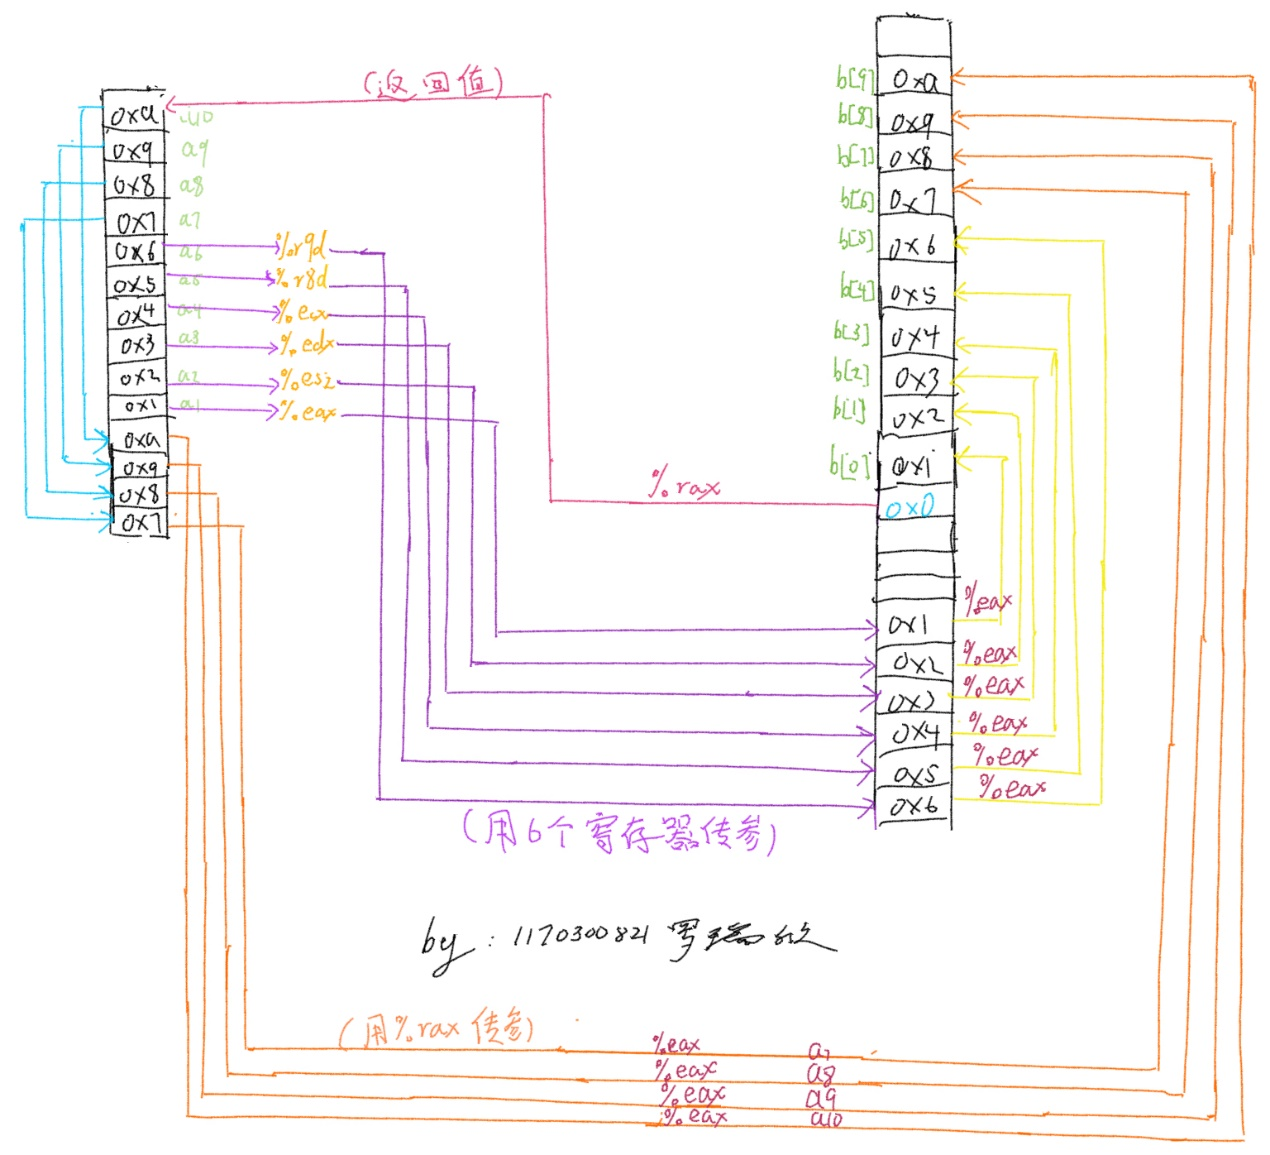 (返回值)
0xa a10
0x9 a9
0x8 a8
0x7 a7
0x6 a6 %r9d
0x5 a5 %r8d
0x4 a4 %ecx
0x3 a3 %edx
0x2 a2 %esi
0x1 a1 %eax
0xa
0x9
0x8
0x7
%rax
b[9] 0xa
b[8] 0x9
b[7] 0x8
b[6] 0x7
b[5] 0x6
b[4] 0x5
b[3] 0x4
b[2] 0x3
b[1] 0x2
b[0] 0x1
0x0
0x1 %eax
0x2 %eax
0x3 %eax
0x4 %eax
0x5 %eax
0x6 %eax
(用6个寄存器传参)
by: 1170300821
(用%rax传参)
%eax a7
%eax a8
%eax a9
%eax a10